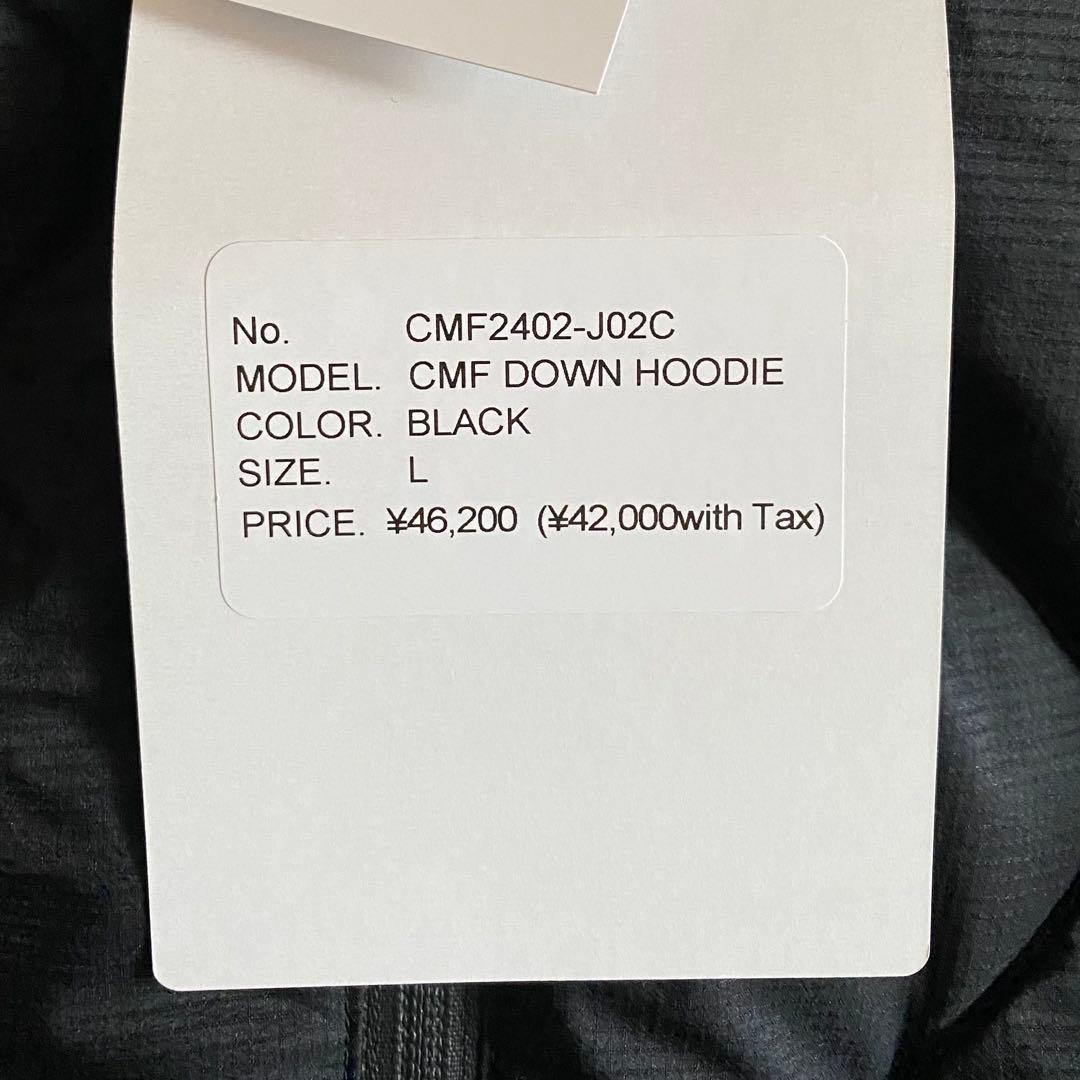 No. CMF2402-J02C
MODEL. CMF DOWN HOODIE
COLOR. BLACK
SIZE. L
PRICE. ¥46,200 (¥42,000with Tax)